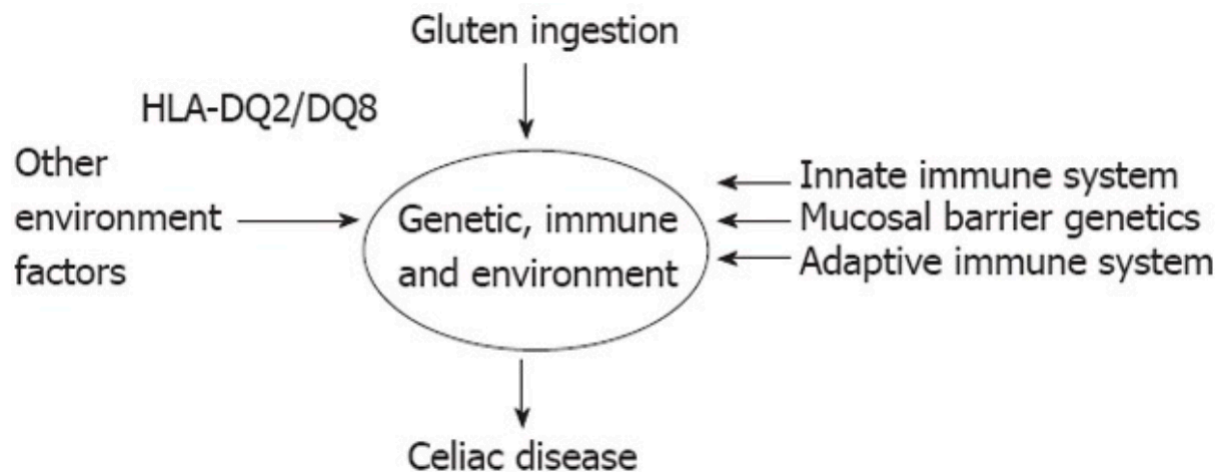 Gluten ingestion
HLA-DQ2/DQ8
Other
environment
factors
Genetic, immune
and environment
Innate immune system
Mucosal barrier genetics
Adaptive immune system
Celiac disease